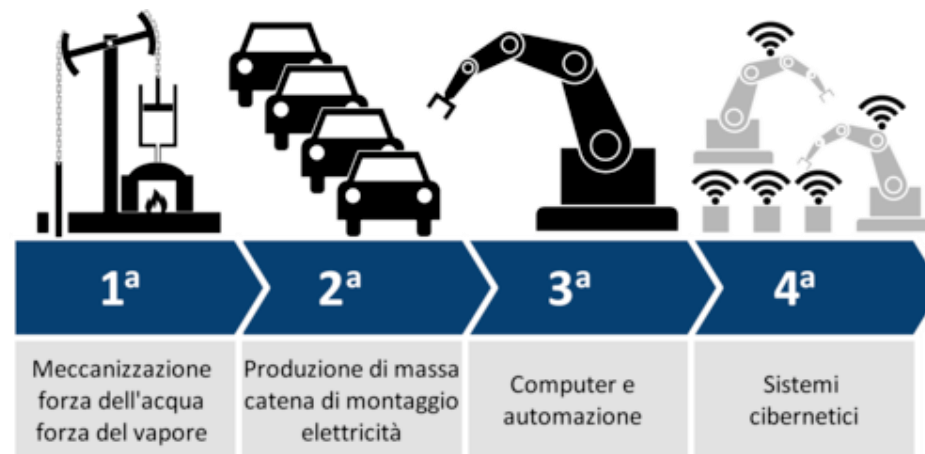 1ª
2ª
3ª
4ª
Meccanizzazione
forza dell'acqua
forza del vapore
Produzione di massa
catena di montaggio
elettricità
Computer e
automazione
Sistemi
cibernetici